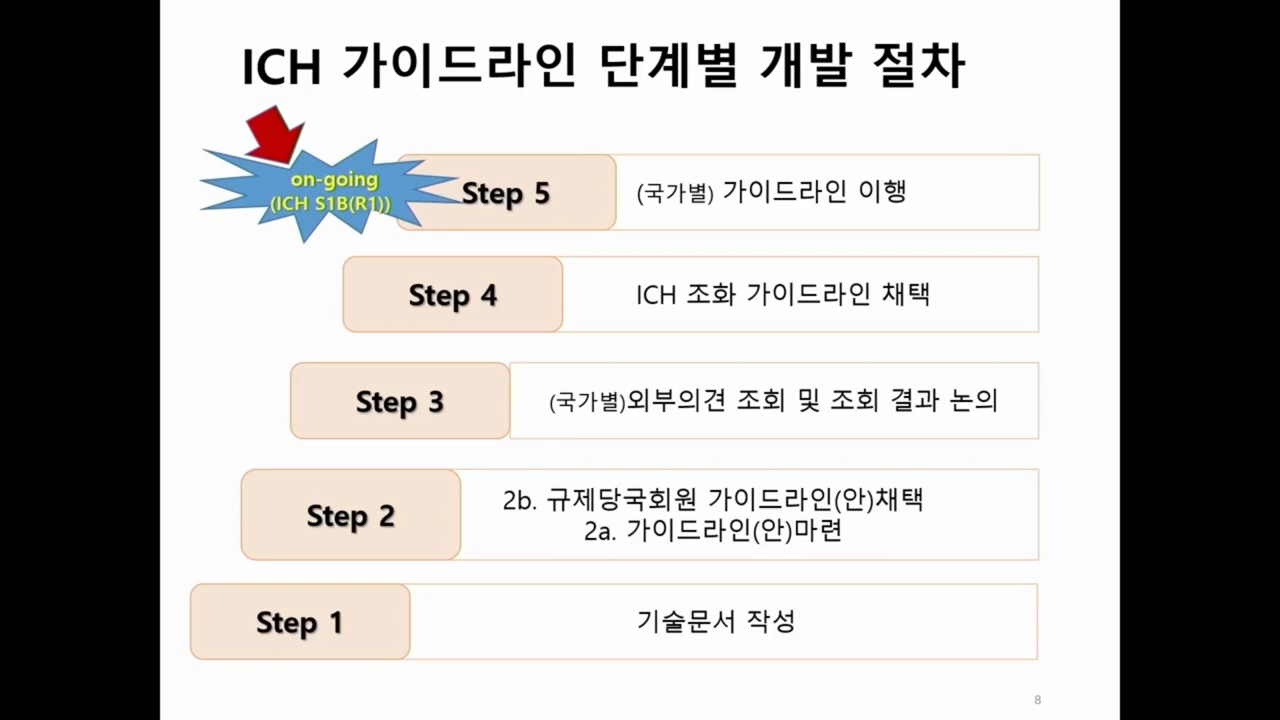 ICH 가이드라인 단계별 개발 절차
on-going
(ICH S1B(R1))
Step 5
(국가별) 가이드라인 이행
Step 4
ICH 조화 가이드라인 채택
Step 3
(국가별)외부의견 조회 및 조회 결과 논의
Step 2
2b. 규제당국회원 가이드라인(안)채택
2a. 가이드라인(안)마련
Step 1
기술문서 작성
8